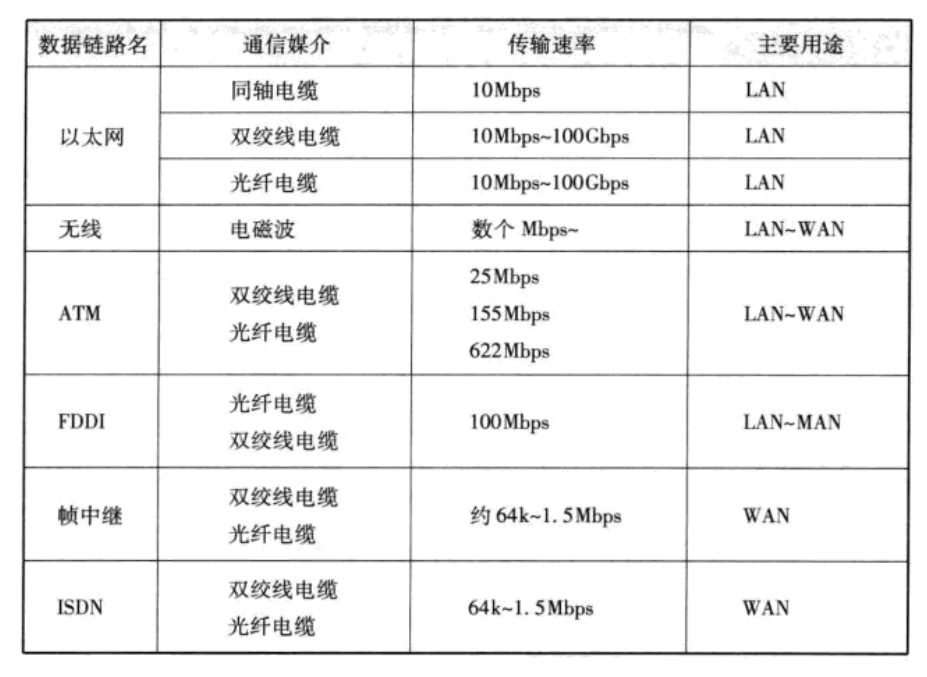 数据链路名 通信媒介 传输速率 主要用途
以太网 同轴电缆 10Mbps LAN
双绞线电缆 10Mbps~100Gbps LAN
光纤电缆 10Mbps~100Gbps LAN
无线 电磁波 数个 Mbps~ LAN~WAN
ATM 双绞线电缆 25Mbps LAN~WAN
光纤电缆 155Mbps
622Mbps
FDDI 光纤电缆 100Mbps LAN~MAN
双绞线电缆
帧中继 双绞线电缆 约 64k~1. 5Mbps WAN
光纤电缆
ISDN 双绞线电缆 64k~1. 5Mbps WAN
光纤电缆